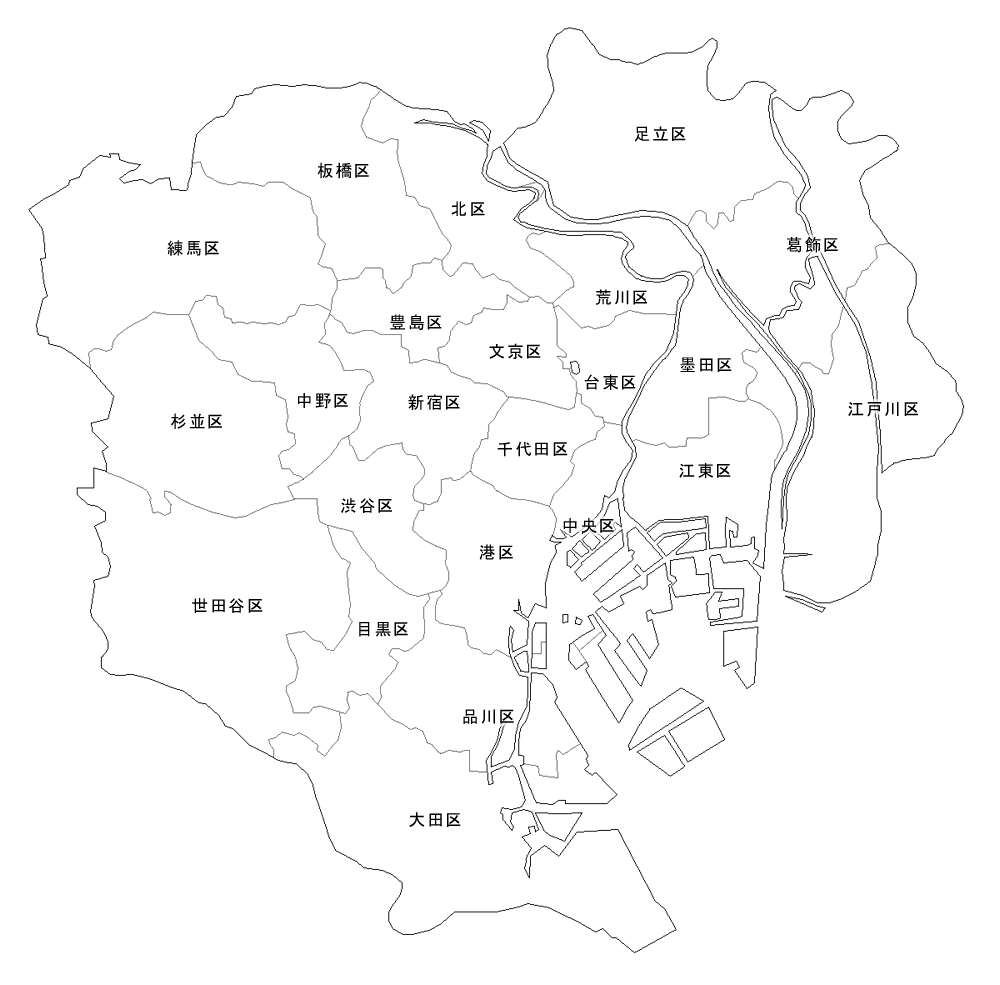 足立区
板橋区
北区
練馬区
葛飾区
荒川区
豊島区
文京区
墨田区
台東区
中野区
新宿区
江戸川区
杉並区
千代田区
江東区
渋谷区
中央区
港区
世田谷区
目黒区
品川区
大田区